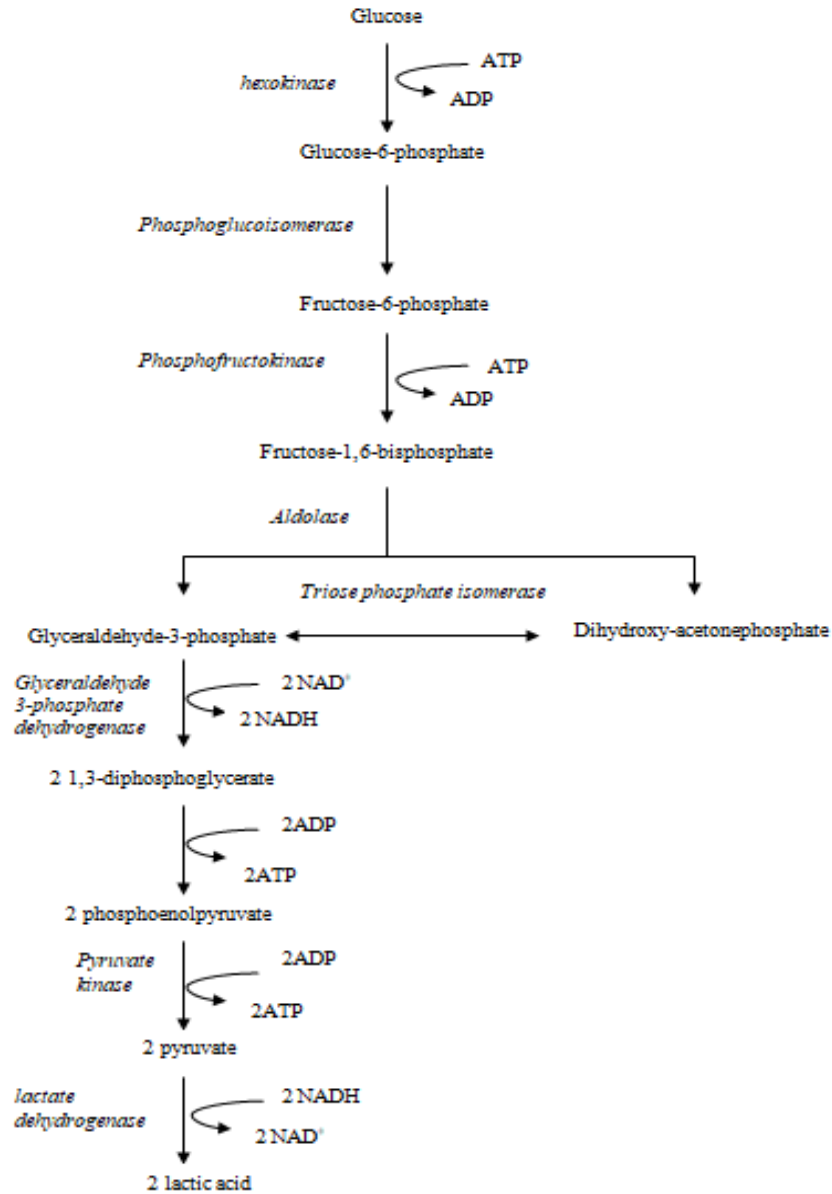 Glucose
ATP
hexokinase
ADP
Glucose-6-phosphate
Phosphoglucoisomerase
Fructose-6-phosphate
Phosphofructokinase
ATP
ADP
Fructose-1,6-bisphosphate
Aldolase
Triose phosphate isomerase
Glyceraldehyde-3-phosphate
Dihydroxy-acetonephosphate
Glyceraldehyde
3-phosphate
dehydrogenase
2 NAD⁺
2 NADH
2 1,3-diphosphoglycerate
2ADP
2ATP
2 phosphoenolpyruvate
Pyruvate
kinase
2ADP
2ATP
2 pyruvate
lactate
dehydrogenase
2 NADH
2 NAD⁺
2 lactic acid